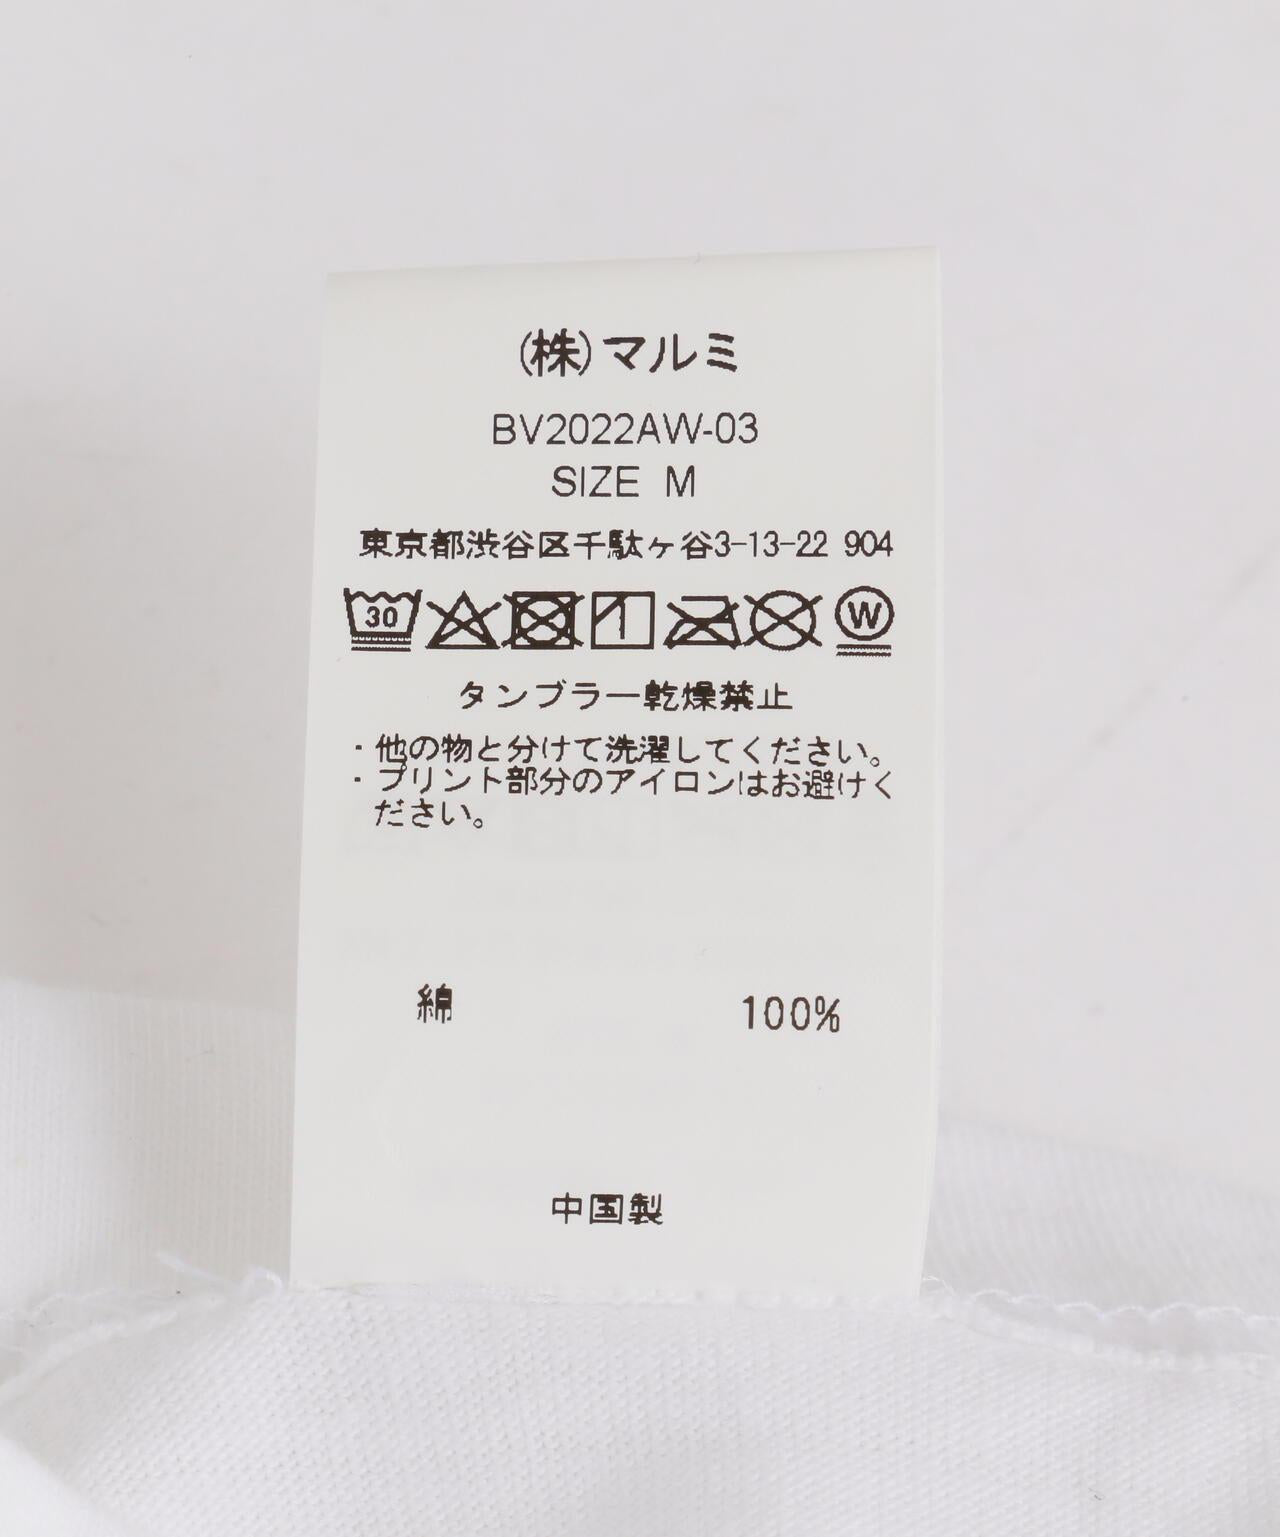 (株)マルミ
BV2022AW-03
SIZE M
東京都渋谷区千駄ヶ谷3-13-22 904
30 W
タンブラー乾燥禁止
・他の物と分けて洗濯してください。
・プリント部分のアイロンはお避けく
ださい。
綿 100%
中国製